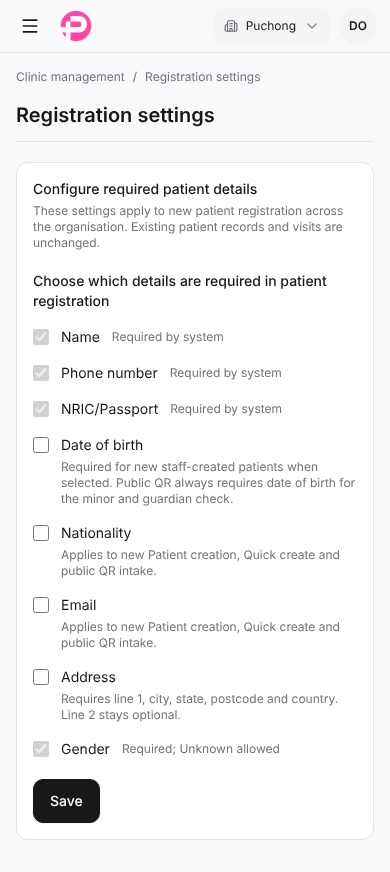 Puchong
DO
Clinic management / Registration settings
Registration settings
Configure required patient details
These settings apply to new patient registration across
the organisation. Existing patient records and visits are
unchanged.
Choose which details are required in patient
registration
Name Required by system
Phone number Required by system
NRIC/Passport Required by system
Date of birth
Required for new staff-created patients when
selected. Public QR always requires date of birth for
the minor and guardian check.
Nationality
Applies to new Patient creation, Quick create and
public QR intake.
Email
Applies to new Patient creation, Quick create and
public QR intake.
Address
Requires line 1, city, state, postcode and country.
Line 2 stays optional.
Gender Required; Unknown allowed
Save